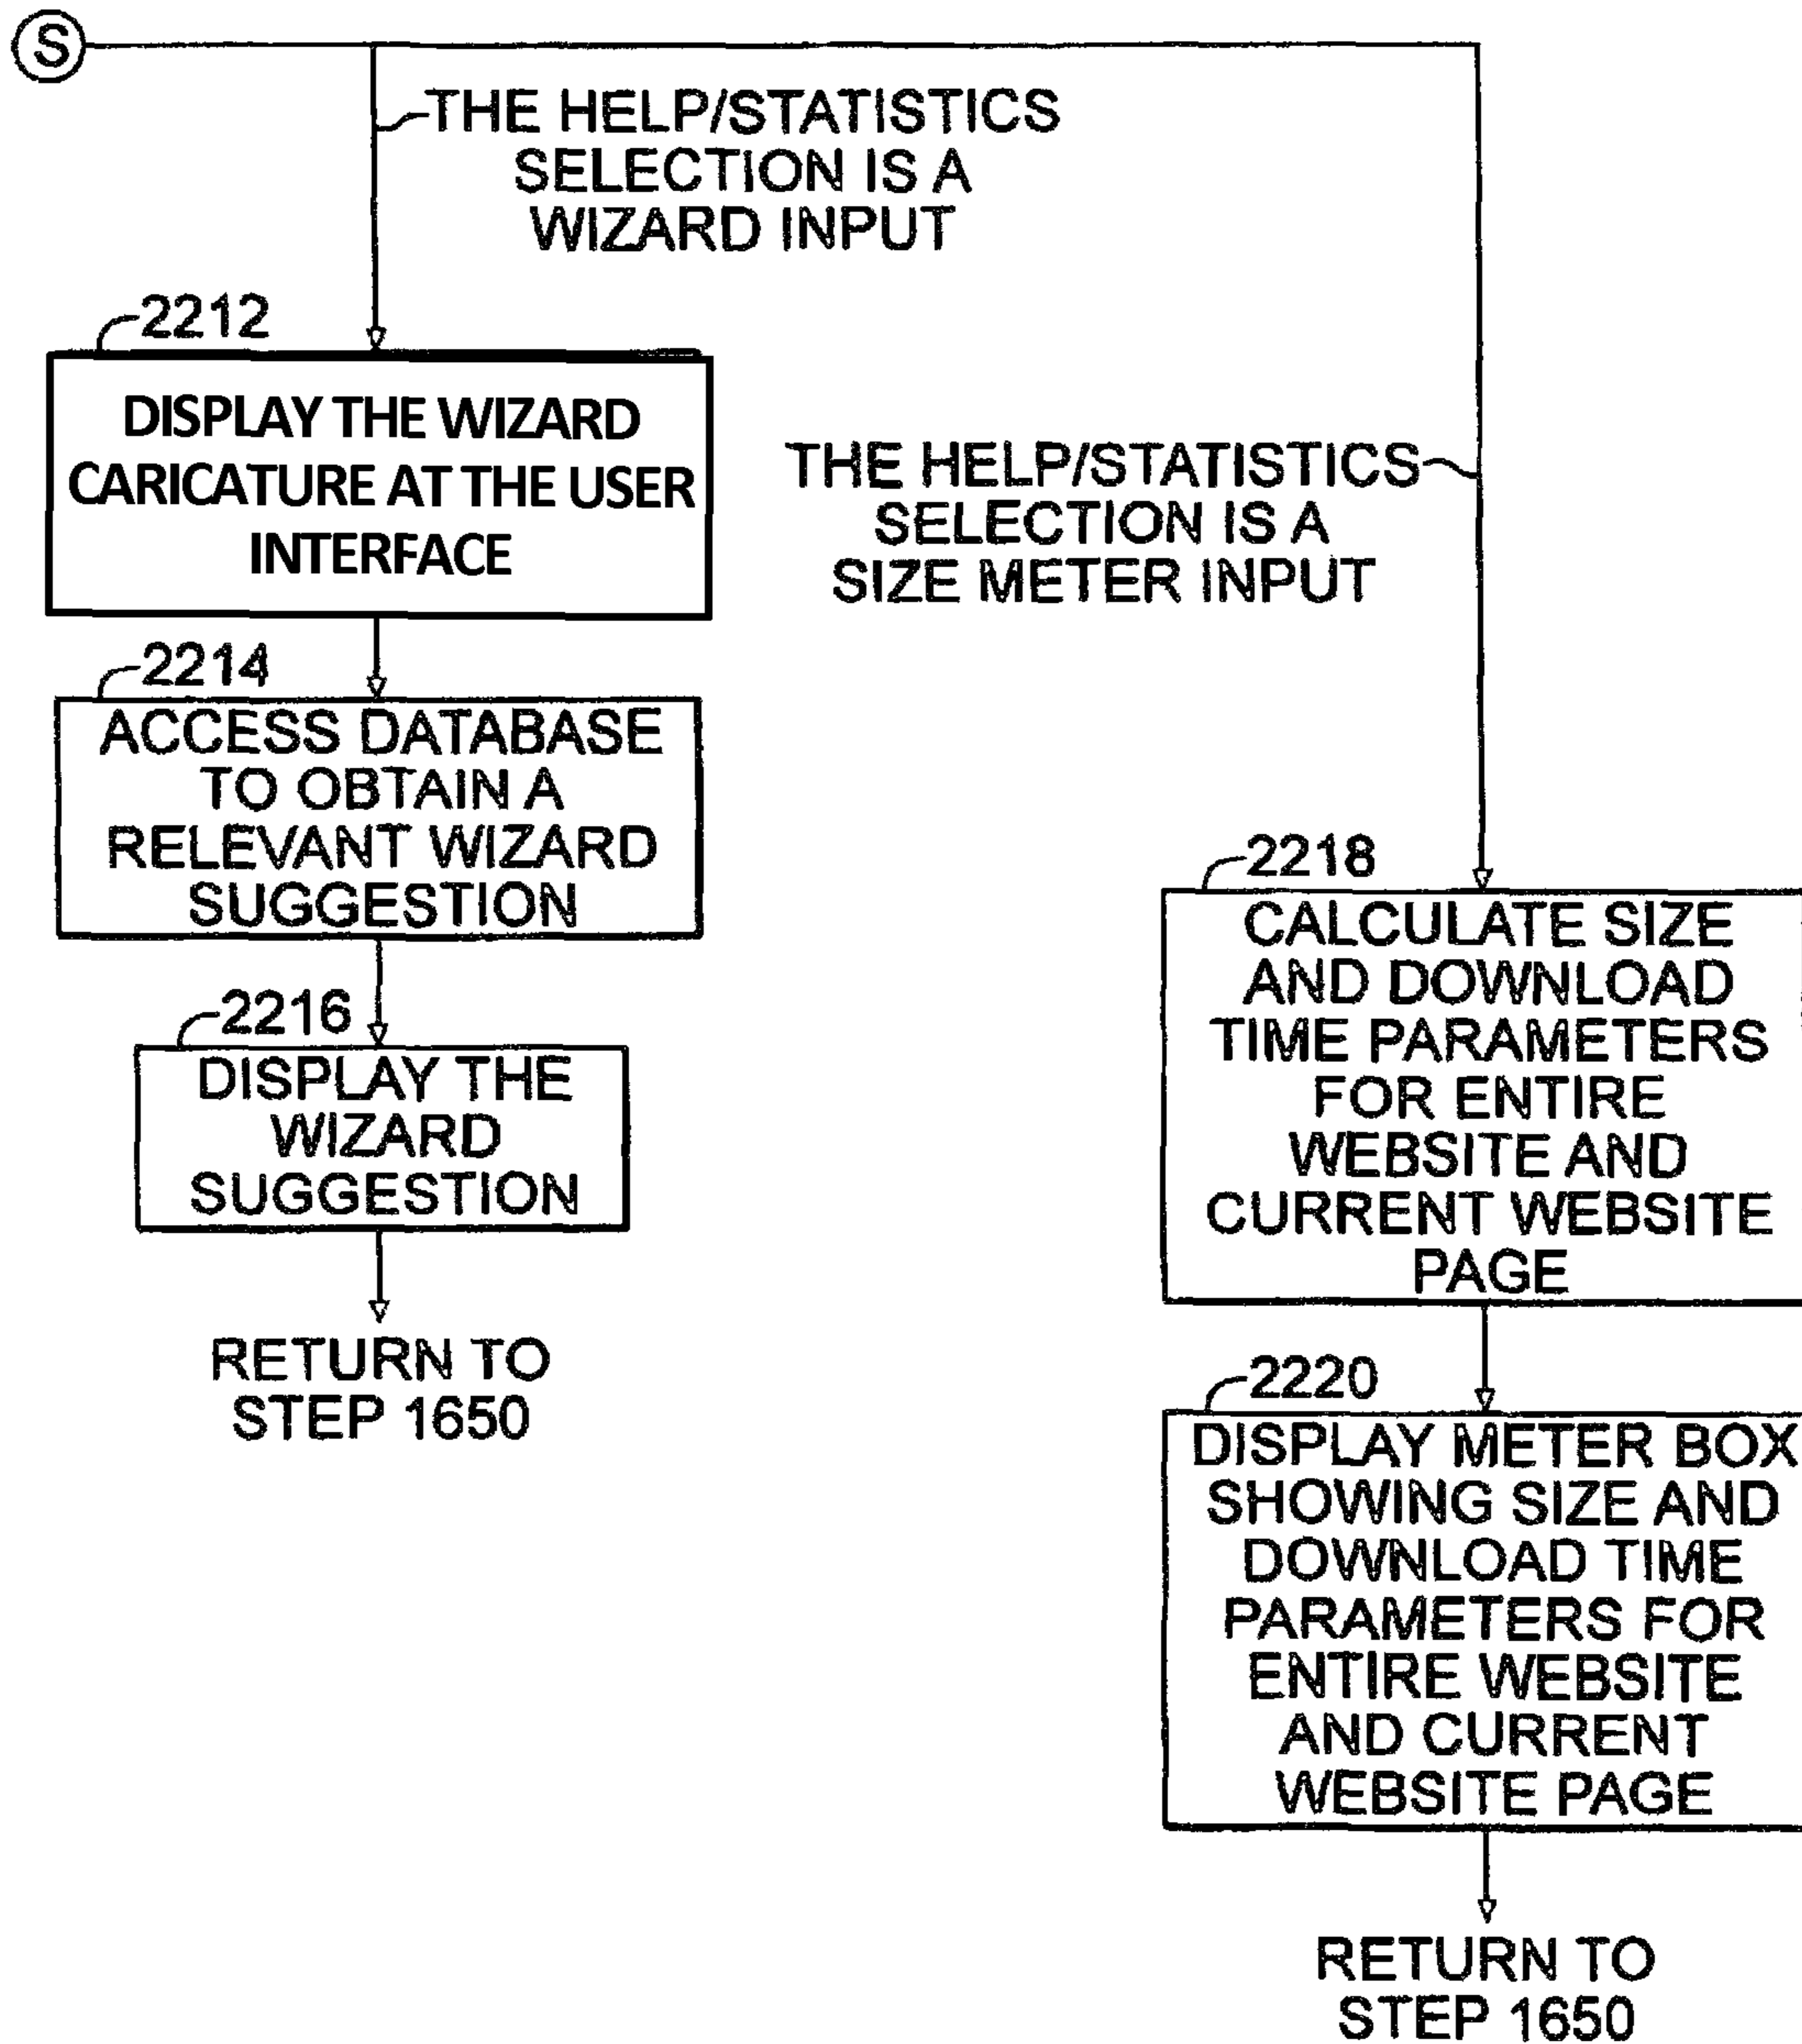 S
THE HELP/STATISTICS
SELECTION IS A
WIZARD INPUT
2212
DISPLAY THE WIZARD
CARICATURE AT THE USER
INTERFACE
2214
ACCESS DATABASE
TO OBTAIN A
RELEVANT WIZARD
SUGGESTION
2216
DISPLAY THE
WIZARD
SUGGESTION
RETURN TO
STEP 1650
THE HELP/STATISTICS
SELECTION IS A
SIZE METER INPUT
2218
CALCULATE SIZE
AND DOWNLOAD
TIME PARAMETERS
FOR ENTIRE
WEBSITE AND
CURRENT WEBSITE
PAGE
2220
DISPLAY METER BOX
SHOWING SIZE AND
DOWNLOAD TIME
PARAMETERS FOR
ENTIRE WEBSITE
AND CURRENT
WEBSITE PAGE
RETURN TO
STEP 1650